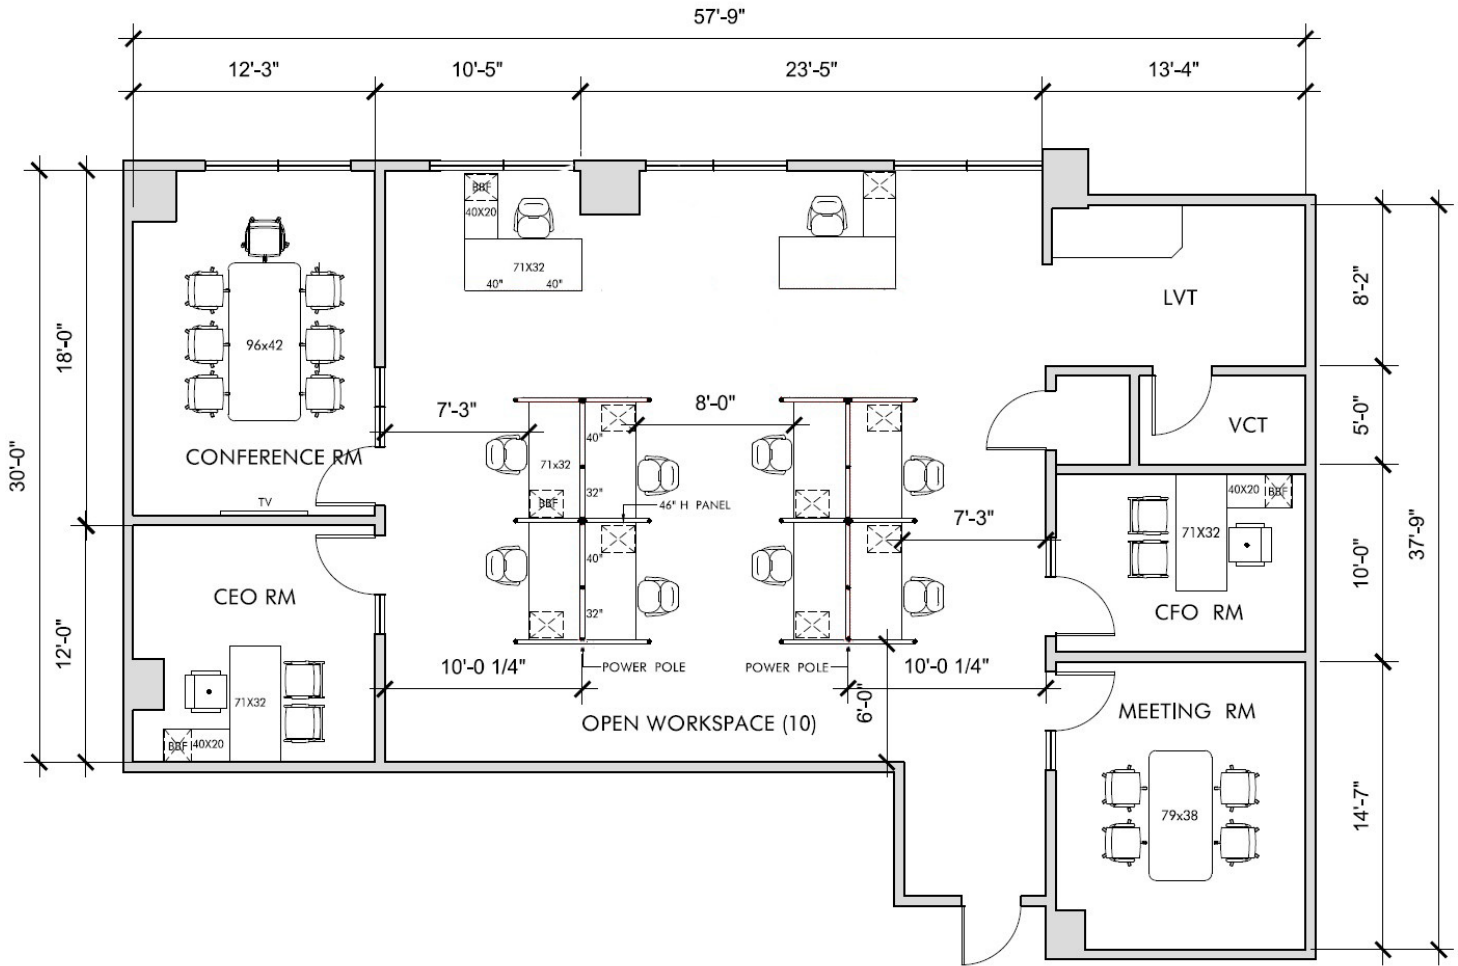 57'-9"
12'-3"
10'-5"
23'-5"
13'-4"
BBF
40X20
71X32
40" 40"
LVT
8'-2"
96x42
18'-0"
7'-3"
8'-0"
5'-0"
VCT
CONFERENCE RM
TV
40"
71x32
32"
BBF
46" H PANEL
7'-3"
40X20
BBF
71X32
30'-0"
37'-9"
10'-0"
40"
32"
CEO RM
CFO RM
12'-0"
10'-0 1/4"
POWER POLE
POWER POLE
10'-0 1/4"
6'-0"
71X32
BBF
40X20
OPEN WORKSPACE (10)
MEETING RM
79x38
14'-7"